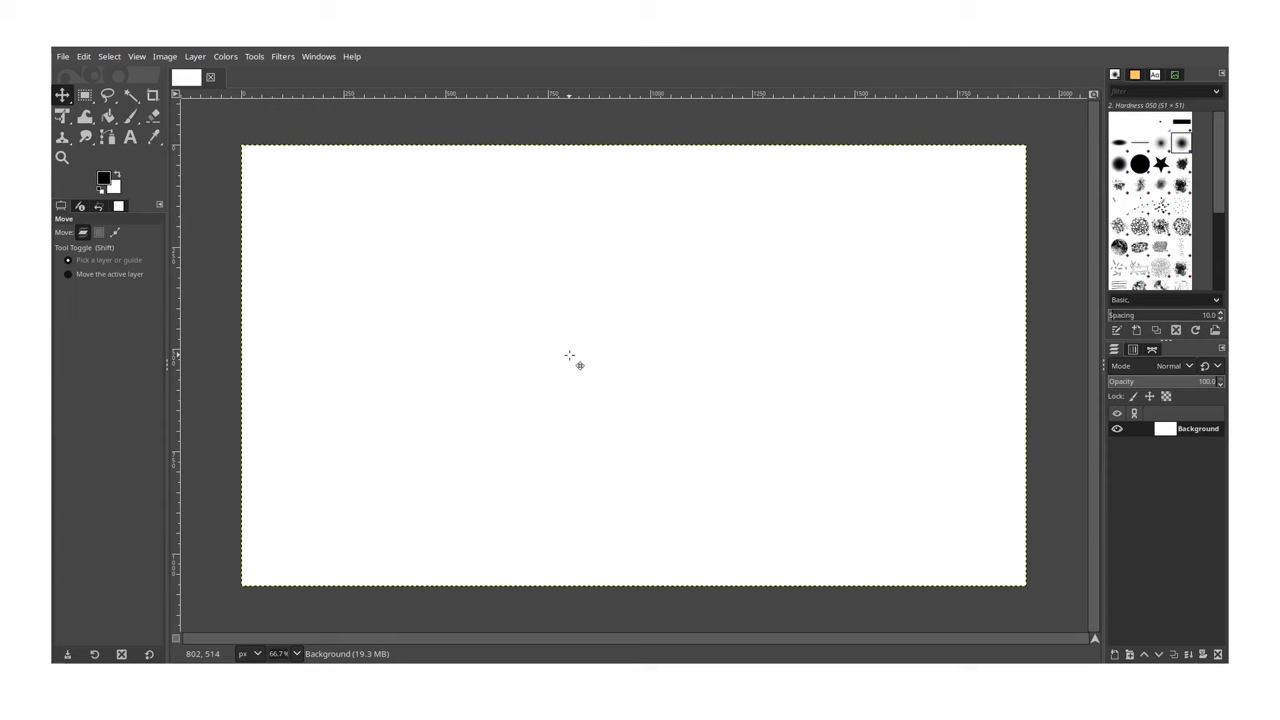 File Edit Select View Image Layer Colors Tools Filters Windows Help
0 250 500 750 1000 1250 1500 1750 2000
filter
2. Hardness 050 (51 × 51)
Move
Move:
Tool Toggle (Shift)
Pick a layer or guide
Move the active layer
Basic,
Spacing 10.0
Mode Normal
Opacity 100.0
Lock:
Background
802, 514 px 66.7% Background (19.3 MB)